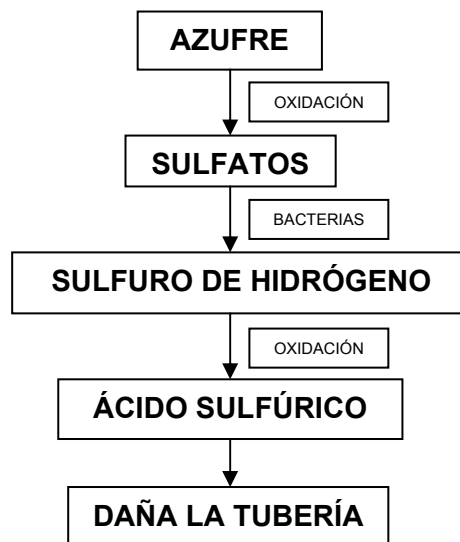 AZUFRE
OXIDACIÓN
SULFATOS
BACTERIAS
SULFURO DE HIDRÓGENO
OXIDACIÓN
ÁCIDO SULFÚRICO
DAÑA LA TUBERÍA